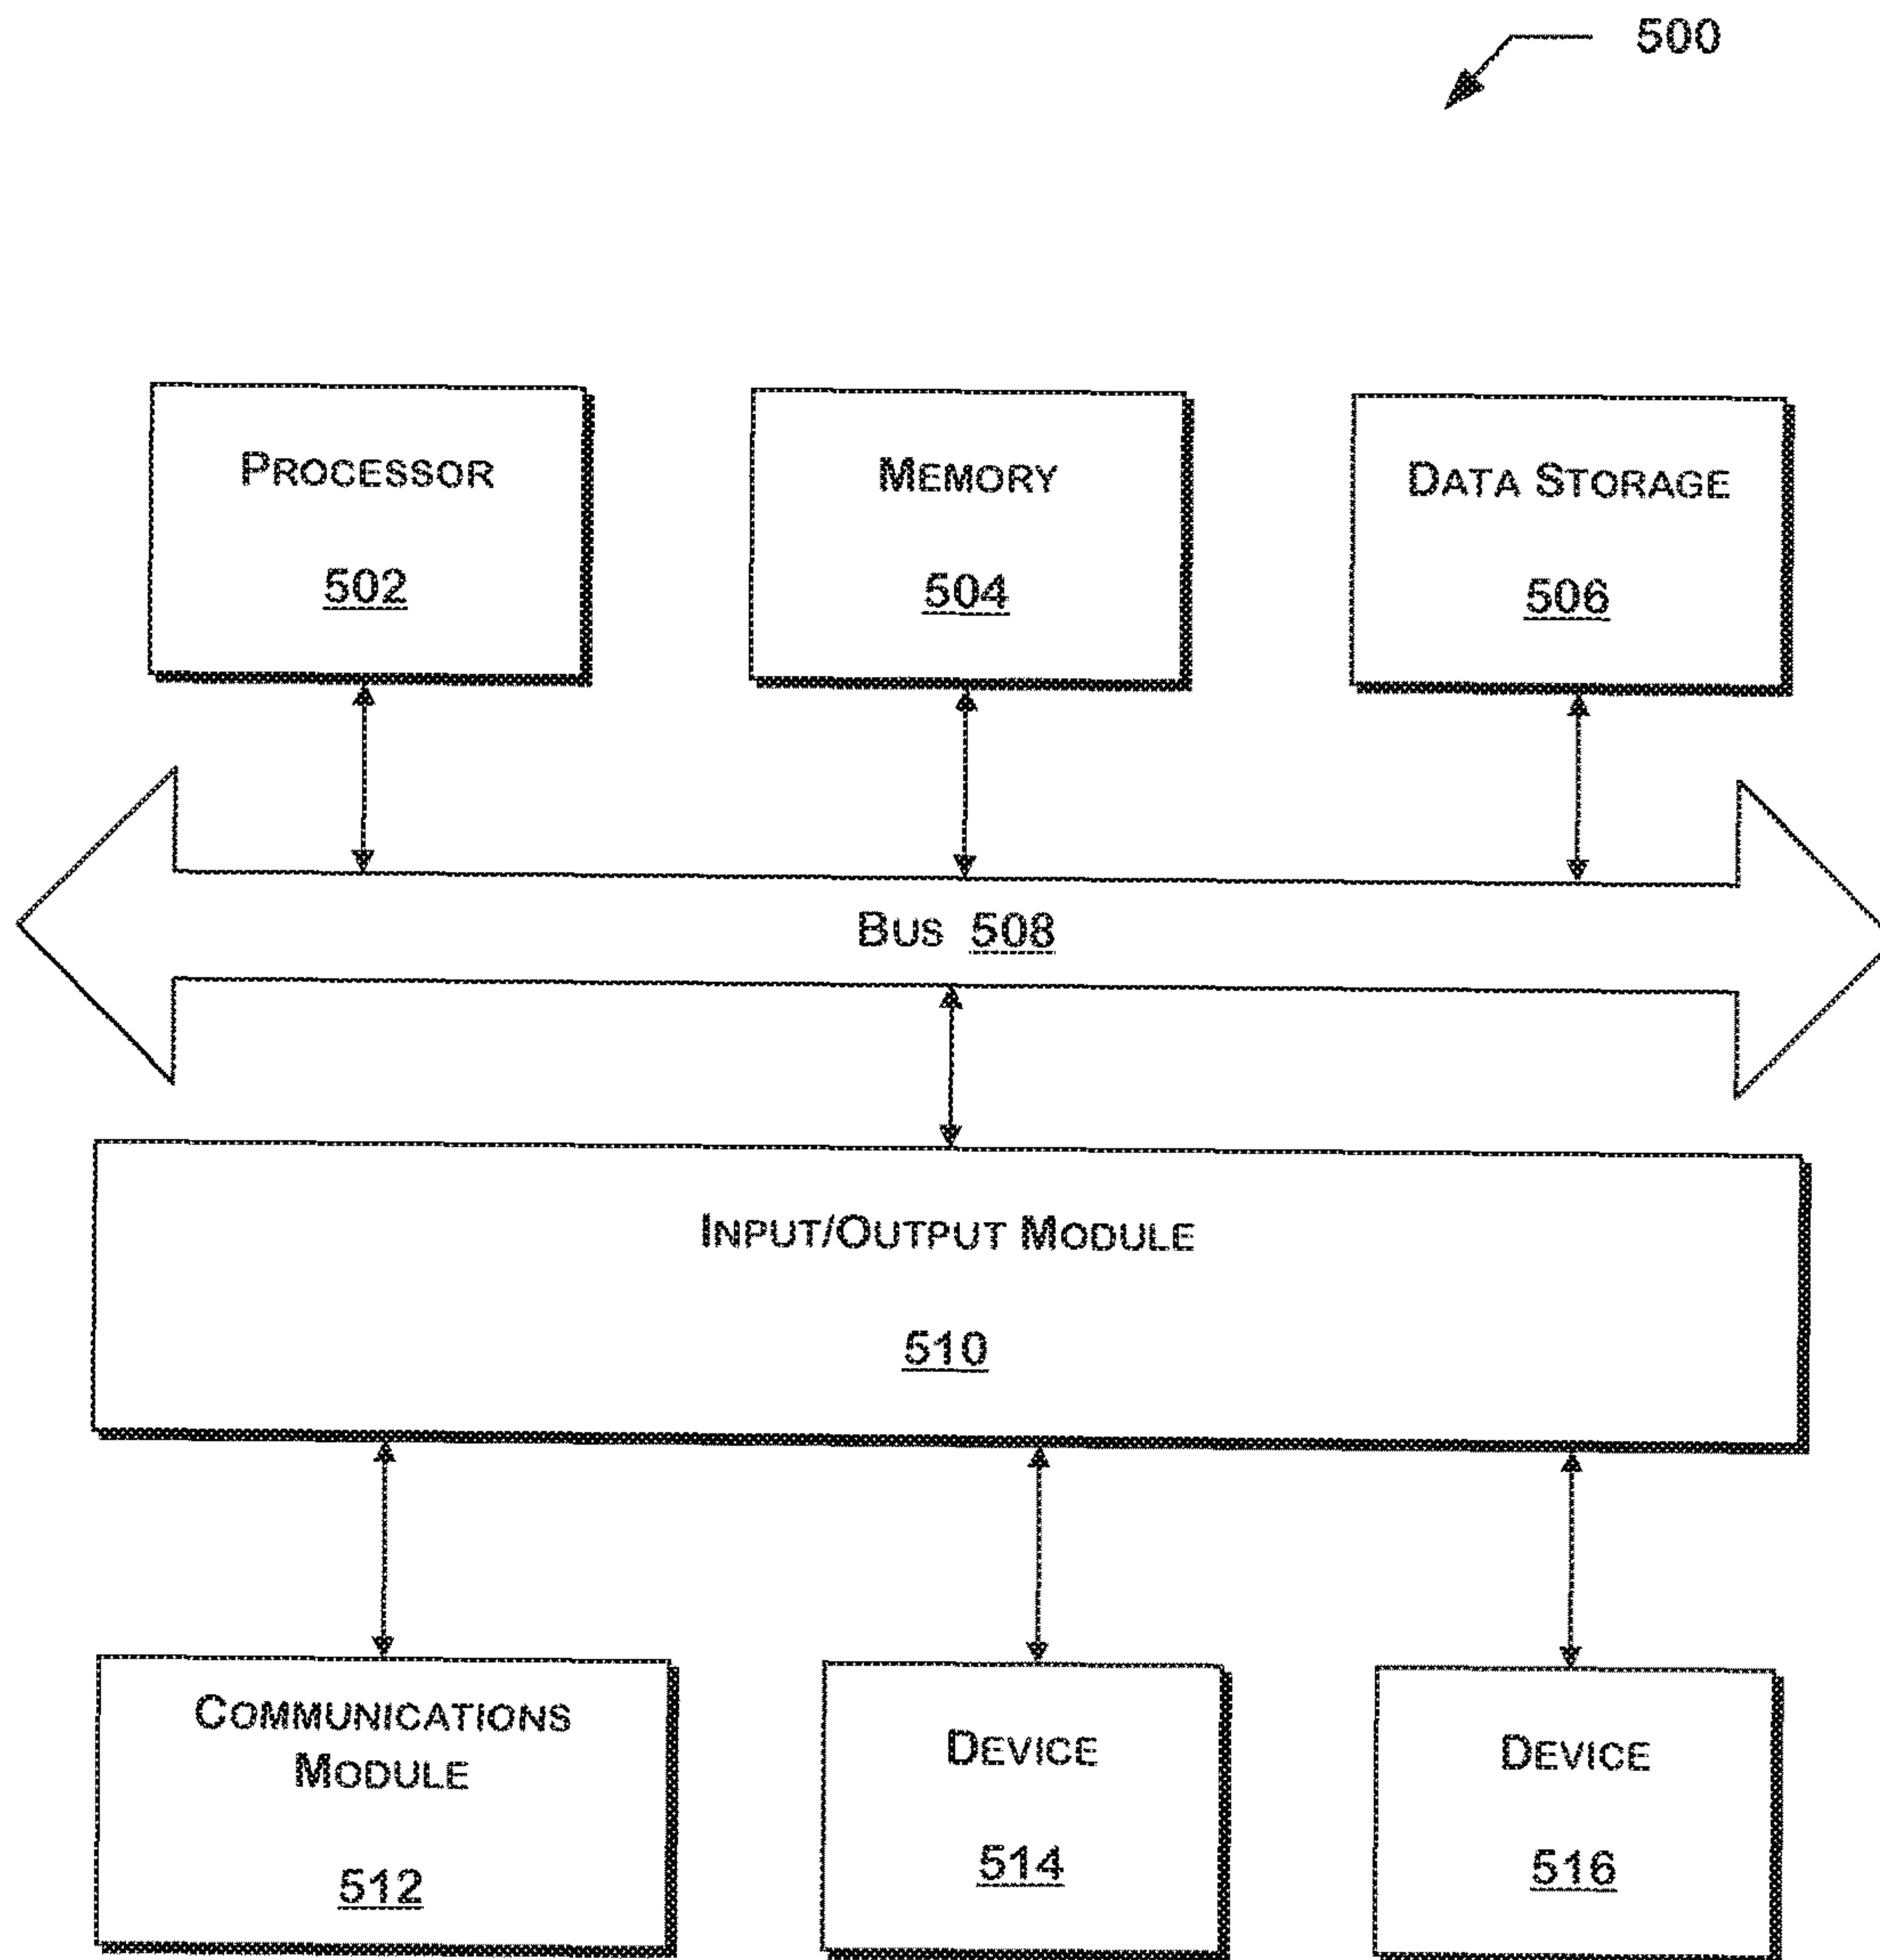 500
PROCESSOR
502
MEMORY
504
DATA STORAGE
506
BUS 508
INPUT/OUTPUT MODULE
510
COMMUNICATIONS
MODULE
512
DEVICE
514
DEVICE
516